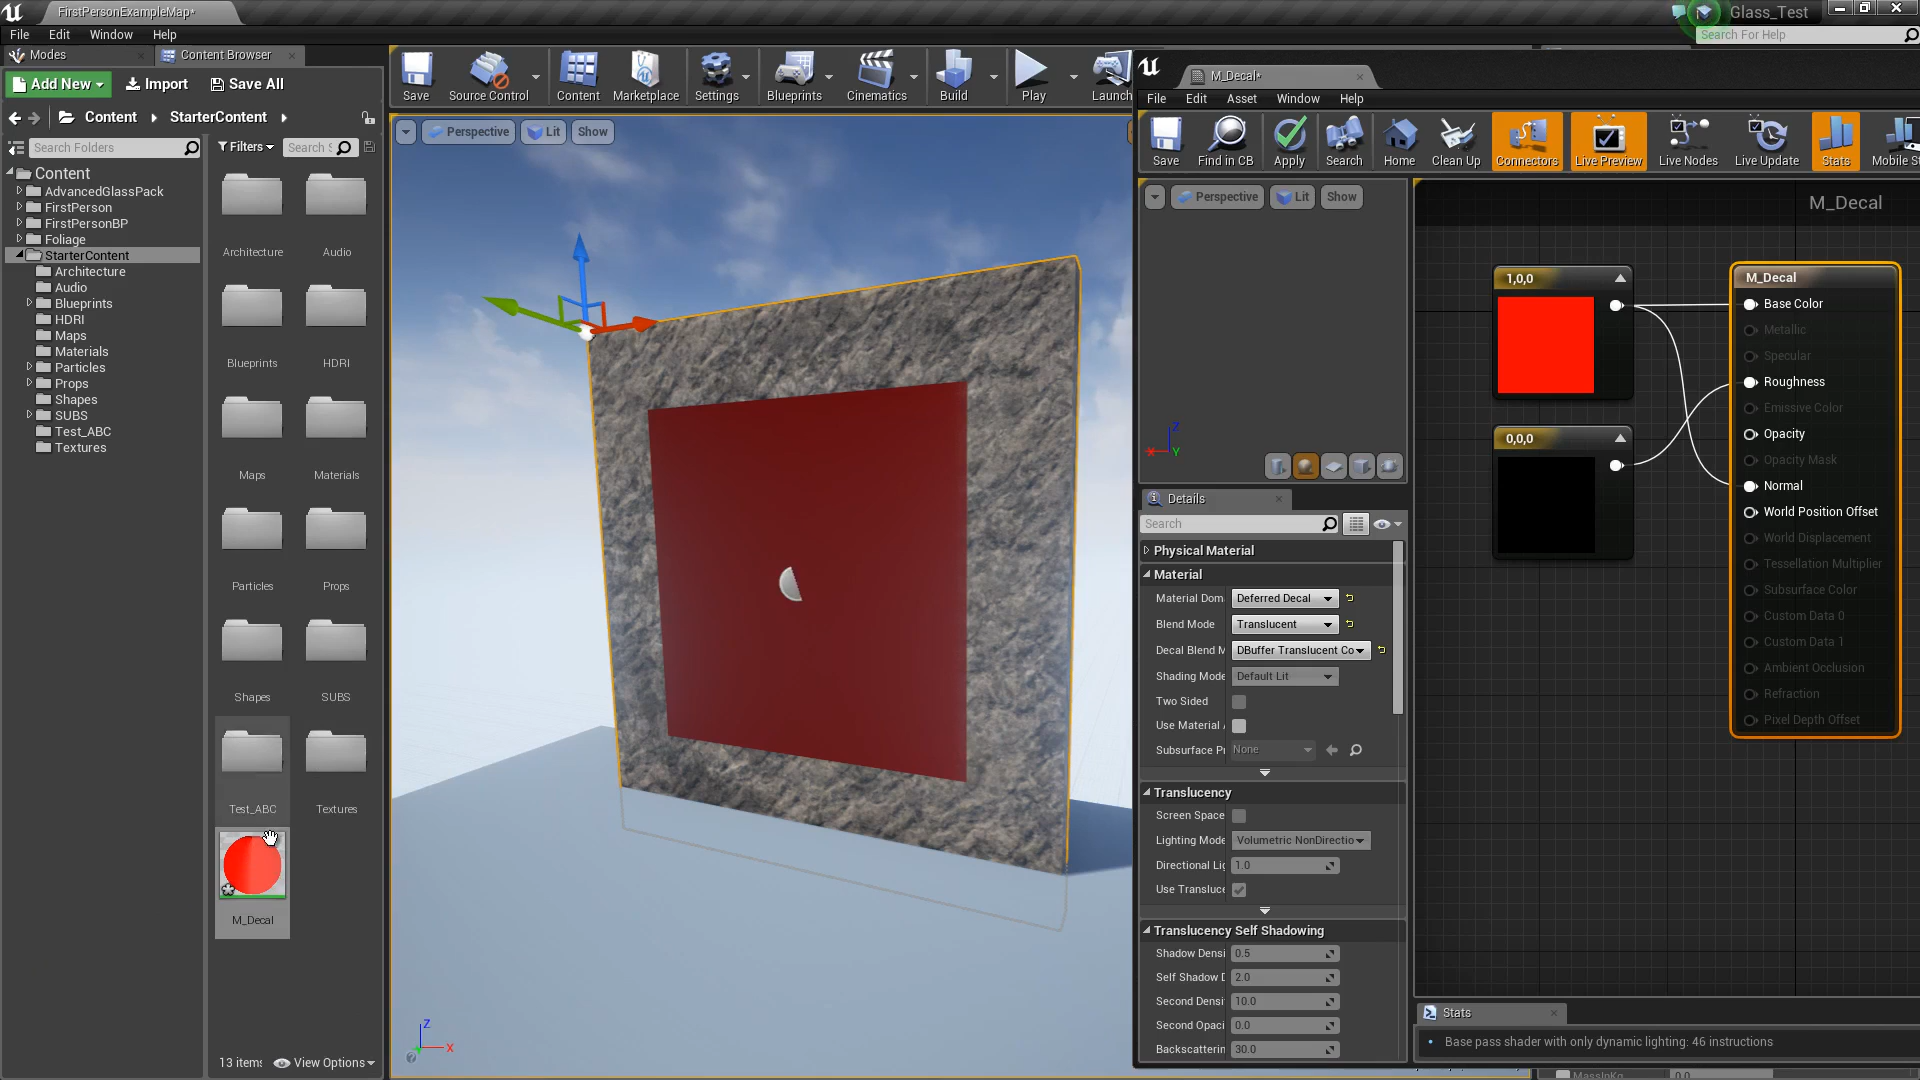 FirstPersonExampleMap*
Glass_Test
File Edit Window Help
Search For Help
Modes
Content Browser
Add New
Import
Save All
Content
StarterContent
Search Folders
Filters
Search S
Content
AdvancedGlassPack
FirstPerson
FirstPersonBP
Foliage
StarterContent
Architecture
Audio
Blueprints
HDRI
Maps
Materials
Particles
Props
Shapes
SUBS
Test_ABC
Textures
Architecture
Audio
Blueprints
HDRI
Maps
Materials
Particles
Props
Shapes
SUBS
Test_ABC
Textures
M_Decal
13 items
View Options
Save
Source Control
Content
Marketplace
Settings
Blueprints
Cinematics
Build
Play
Launch
Perspective
Lit
Show
Z
X
M_Decal*
File Edit Asset Window Help
Save
Find in CB
Apply
Search
Home
Clean Up
Connectors
Live Preview
Live Nodes
Live Update
Stats
Mobile St
Perspective
Lit
Show
Z
X
Y
Details
Search
Physical Material
Material
Material Dom Deferred Decal
Blend Mode Translucent
Decal Blend M DBuffer Translucent Co
Shading Mode Default Lit
Two Sided
Use Material A
Subsurface Pr None
Translucency
Screen Space
Lighting Mode Volumetric NonDirectio
Directional Lig 1.0
Use Transluce
Translucency Self Shadowing
Shadow Densi 0.5
Self Shadow D 2.0
Second Densi 10.0
Second Opaci 0.0
Backscatterin 30.0
M_Decal
1,0,0
0,0,0
M_Decal
Base Color
Metallic
Specular
Roughness
Emissive Color
Opacity
Opacity Mask
Normal
World Position Offset
World Displacement
Tessellation Multiplier
Subsurface Color
Custom Data 0
Custom Data 1
Ambient Occlusion
Refraction
Pixel Depth Offset
Stats
Base pass shader with only dynamic lighting: 46 instructions
MassInKg 0.0